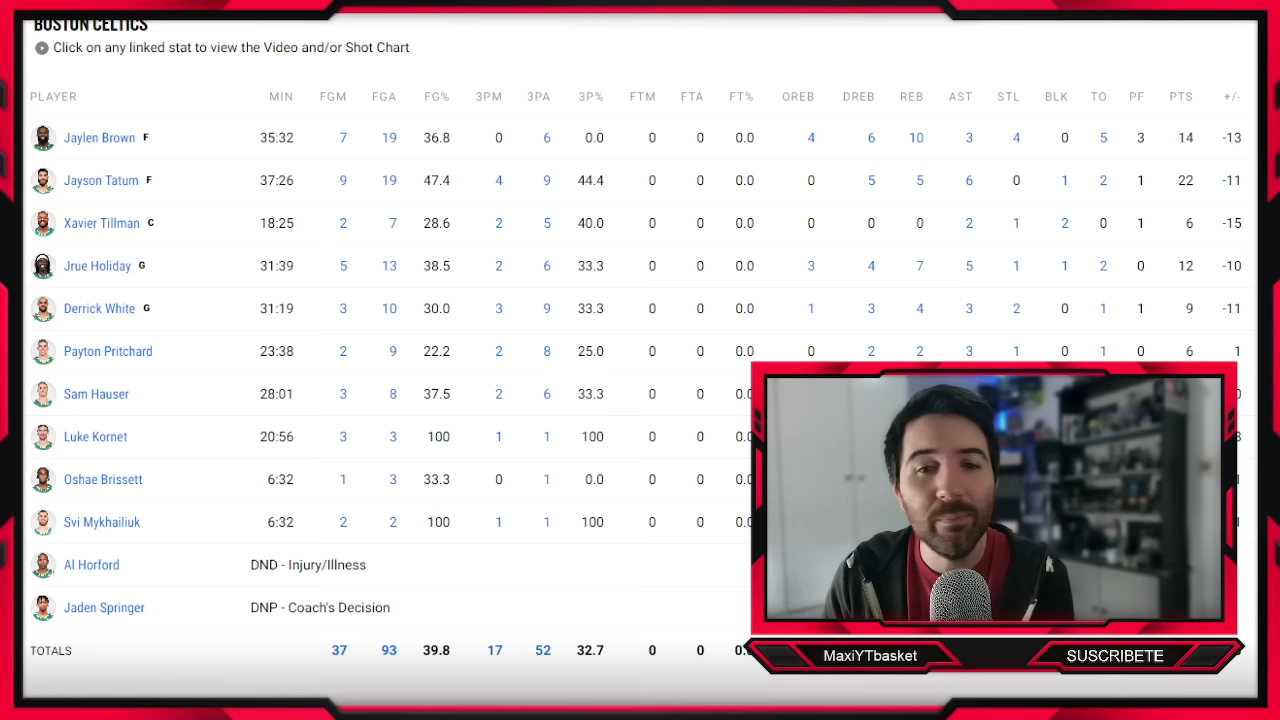 BOSTON CELTICS
Click on any linked stat to view the Video and/or Shot Chart
PLAYER MIN FGM FGA FG% 3PM 3PA 3P% FTM FTA FT% OREB DREB REB AST STL BLK TO PF PTS +/-
Jaylen Brown F 35:32 7 19 36.8 0 6 0.0 0 0 0.0 4 6 10 3 4 0 5 3 14 -13
Jayson Tatum F 37:26 9 19 47.4 4 9 44.4 0 0 0.0 0 5 5 6 0 1 2 1 22 -11
Xavier Tillman C 18:25 2 7 28.6 2 5 40.0 0 0 0.0 0 0 0 2 1 2 0 1 6 -15
Jrue Holiday G 31:39 5 13 38.5 2 6 33.3 0 0 0.0 3 4 7 5 1 1 2 0 12 -10
Derrick White G 31:19 3 10 30.0 3 9 33.3 0 0 0.0 1 3 4 3 2 0 1 1 9 -11
Payton Pritchard 23:38 2 9 22.2 2 8 25.0 0 0 0.0 0 2 2 3 1 0 1 0 6 1
Sam Hauser 28:01 3 8 37.5 2 6 33.3 0 0
Luke Kornet 20:56 3 3 100 1 1 100 0 0
Oshae Brissett 6:32 1 3 33.3 0 1 0.0 0 0
Svi Mykhailiuk 6:32 2 2 100 1 1 100 0 0
Al Horford DND - Injury/Illness
Jaden Springer DNP - Coach's Decision
TOTALS 37 93 39.8 17 52 32.7 0 0
MaxiYTbasket SUSCRIBETE